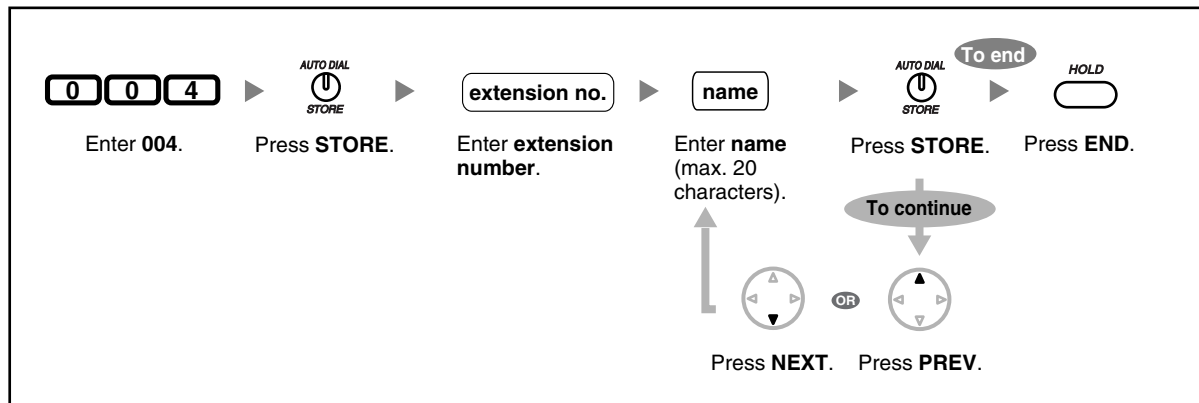 To end
AUTO DIAL
AUTO DIAL
HOLD
0 0 4
extension no.
name
STORE
STORE
Enter 004.
Press STORE.
Enter extension
number.
Enter name
(max. 20
characters).
Press STORE.
Press END.
To continue
OR
Press NEXT.
Press PREV.